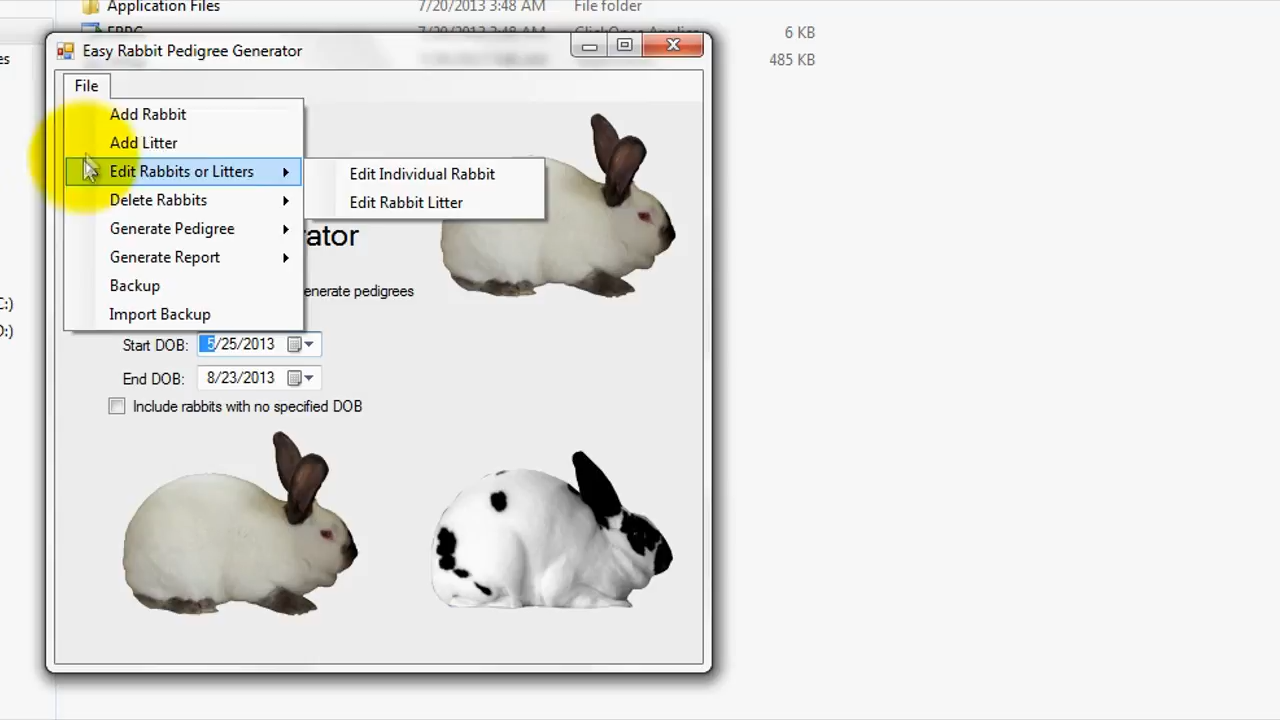 Application Files 7/20/2013 3:48 AM File folder
6 KB
485 KB
es
Easy Rabbit Pedigree Generator
File
Add Rabbit
Add Litter
Edit Rabbits or Litters
Edit Individual Rabbit
Edit Rabbit Litter
Delete Rabbits
Generate Pedigree
rator
Generate Report
Backup
enerate pedigrees
C:)
Import Backup
D:)
Start DOB: 5/25/2013
End DOB: 8/23/2013
Include rabbits with no specified DOB